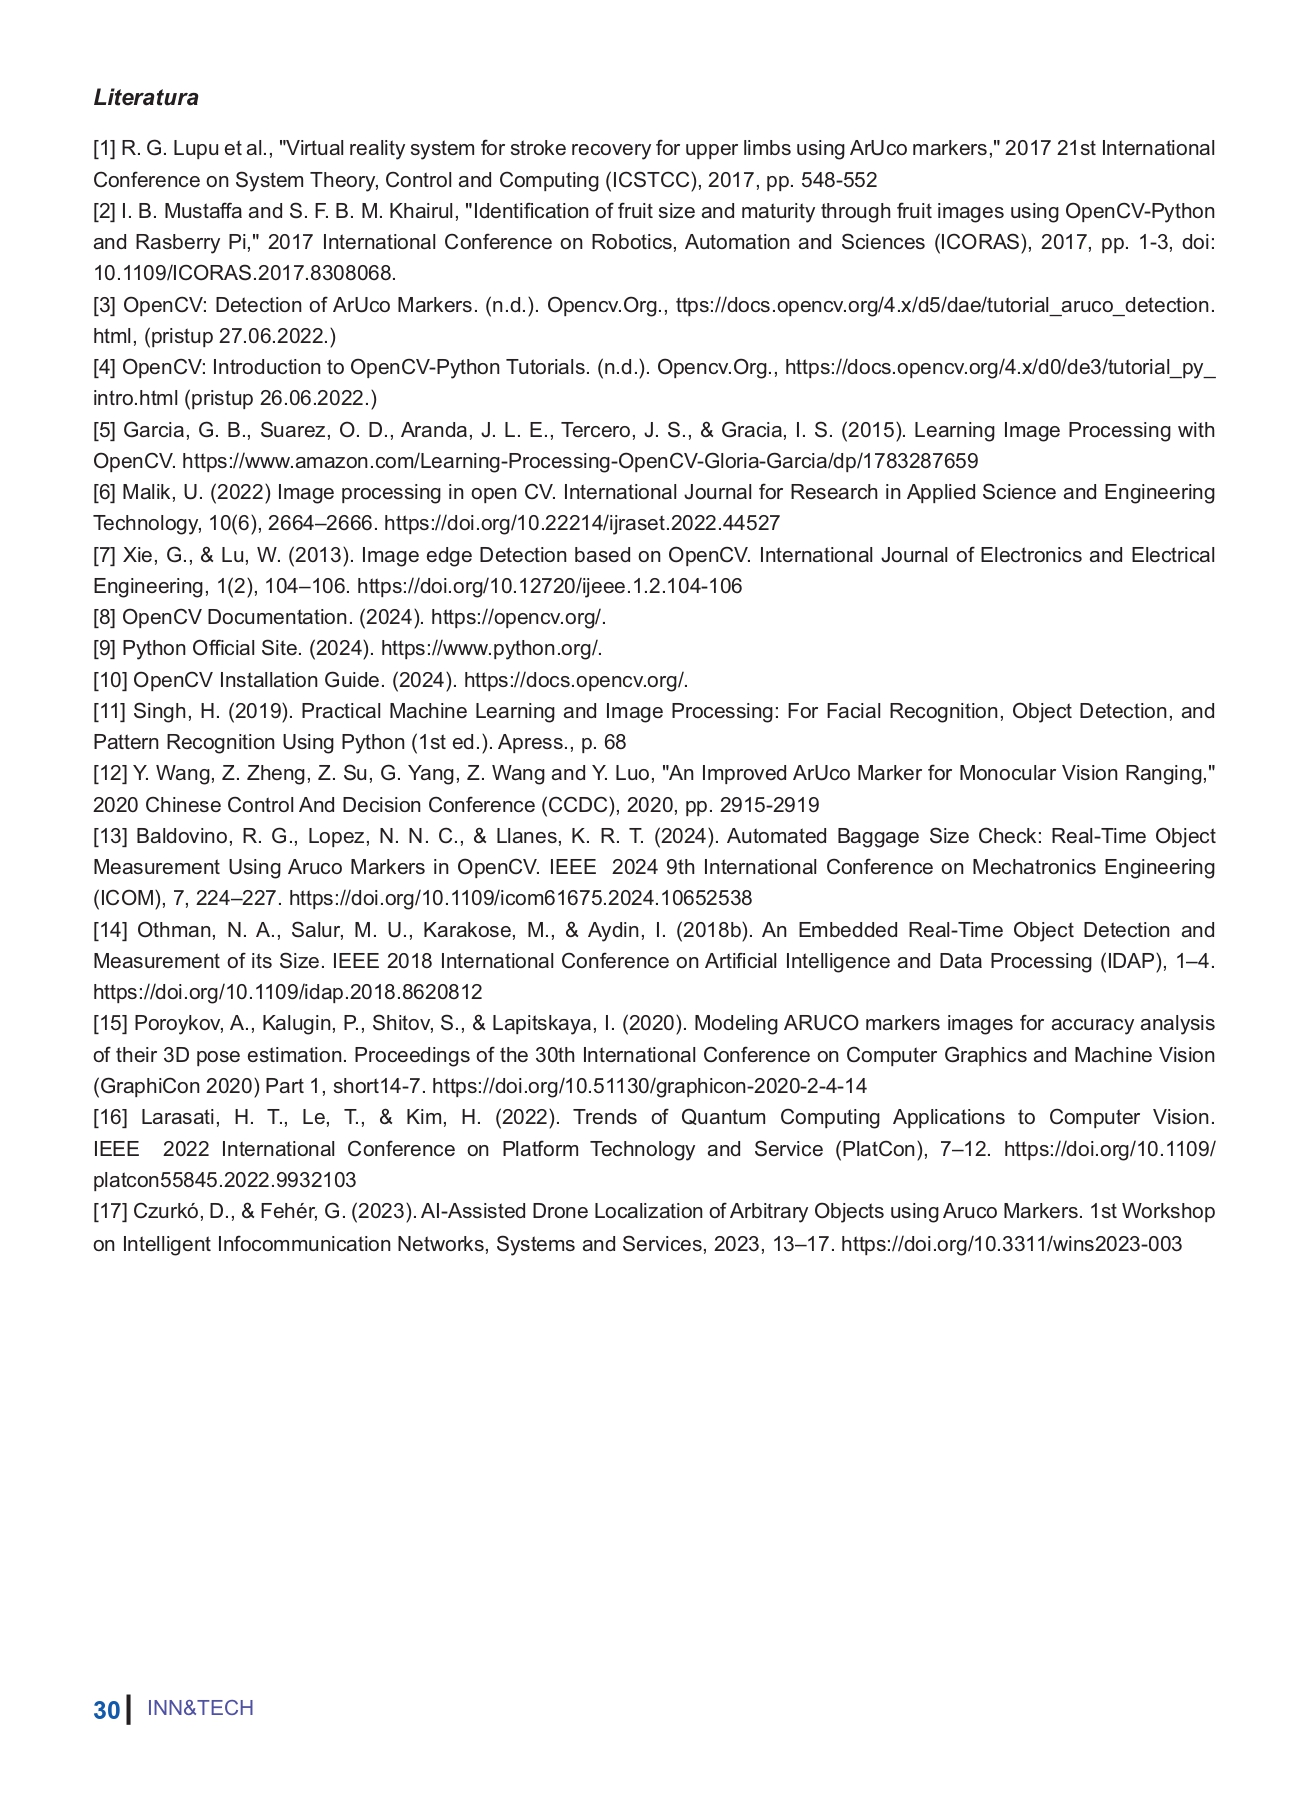 Literatura
[1] R. G. Lupu et al., "Virtual reality system for stroke recovery for upper limbs using ArUco markers," 2017 21st International
Conference on System Theory, Control and Computing (ICSTCC), 2017, pp. 548-552
[2] I. B. Mustaffa and S. F. B. M. Khairul, "Identification of fruit size and maturity through fruit images using OpenCV-Python
and Rasberry Pi," 2017 International Conference on Robotics, Automation and Sciences (ICORAS), 2017, pp. 1-3, doi:
10.1109/ICORAS.2017.8308068.
[3] OpenCV: Detection of ArUco Markers. (n.d.). Opencv.Org., ttps://docs.opencv.org/4.x/d5/dae/tutorial_aruco_detection.
html, (pristup 27.06.2022.)
[4] OpenCV: Introduction to OpenCV-Python Tutorials. (n.d.). Opencv.Org., https://docs.opencv.org/4.x/d0/de3/tutorial_py_
intro.html (pristup 26.06.2022.)
[5] Garcia, G. B., Suarez, O. D., Aranda, J. L. E., Tercero, J. S., & Gracia, I. S. (2015). Learning Image Processing with
OpenCV. https://www.amazon.com/Learning-Processing-OpenCV-Gloria-Garcia/dp/1783287659
[6] Malik, U. (2022) Image processing in open CV. International Journal for Research in Applied Science and Engineering
Technology, 10(6), 2664–2666. https://doi.org/10.22214/ijraset.2022.44527
[7] Xie, G., & Lu, W. (2013). Image edge Detection based on OpenCV. International Journal of Electronics and Electrical
Engineering, 1(2), 104–106. https://doi.org/10.12720/ijeee.1.2.104-106
[8] OpenCV Documentation. (2024). https://opencv.org/.
[9] Python Official Site. (2024). https://www.python.org/.
[10] OpenCV Installation Guide. (2024). https://docs.opencv.org/.
[11] Singh, H. (2019). Practical Machine Learning and Image Processing: For Facial Recognition, Object Detection, and
Pattern Recognition Using Python (1st ed.). Apress., p. 68
[12] Y. Wang, Z. Zheng, Z. Su, G. Yang, Z. Wang and Y. Luo, "An Improved ArUco Marker for Monocular Vision Ranging,"
2020 Chinese Control And Decision Conference (CCDC), 2020, pp. 2915-2919
[13] Baldovino, R. G., Lopez, N. N. C., & Llanes, K. R. T. (2024). Automated Baggage Size Check: Real-Time Object
Measurement Using Aruco Markers in OpenCV. IEEE 2024 9th International Conference on Mechatronics Engineering
(ICOM), 7, 224–227. https://doi.org/10.1109/icom61675.2024.10652538
[14] Othman, N. A., Salur, M. U., Karakose, M., & Aydin, I. (2018b). An Embedded Real-Time Object Detection and
Measurement of its Size. IEEE 2018 International Conference on Artificial Intelligence and Data Processing (IDAP), 1–4.
https://doi.org/10.1109/idap.2018.8620812
[15] Poroykov, A., Kalugin, P., Shitov, S., & Lapitskaya, I. (2020). Modeling ARUCO markers images for accuracy analysis
of their 3D pose estimation. Proceedings of the 30th International Conference on Computer Graphics and Machine Vision
(GraphiCon 2020) Part 1, short14-7. https://doi.org/10.51130/graphicon-2020-2-4-14
[16] Larasati, H. T., Le, T., & Kim, H. (2022). Trends of Quantum Computing Applications to Computer Vision.
IEEE 2022 International Conference on Platform Technology and Service (PlatCon), 7–12. https://doi.org/10.1109/
platcon55845.2022.9932103
[17] Czurkó, D., & Fehér, G. (2023). AI-Assisted Drone Localization of Arbitrary Objects using Aruco Markers. 1st Workshop
on Intelligent Infocommunication Networks, Systems and Services, 2023, 13–17. https://doi.org/10.3311/wins2023-003
30 INN&TECH